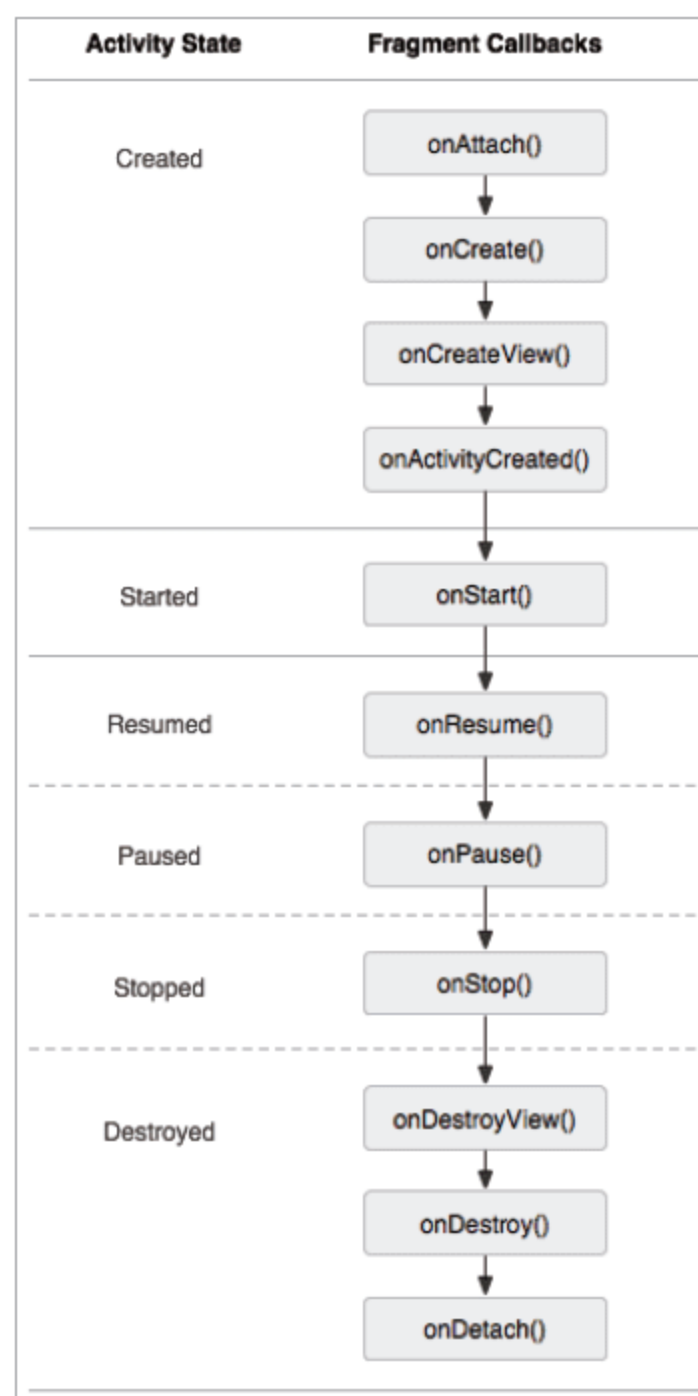 Activity State Fragment Callbacks
Created
onAttach()
onCreate()
onCreateView()
onActivityCreated()
Started
onStart()
Resumed
onResume()
Paused
onPause()
Stopped
onStop()
Destroyed
onDestroyView()
onDestroy()
onDetach()